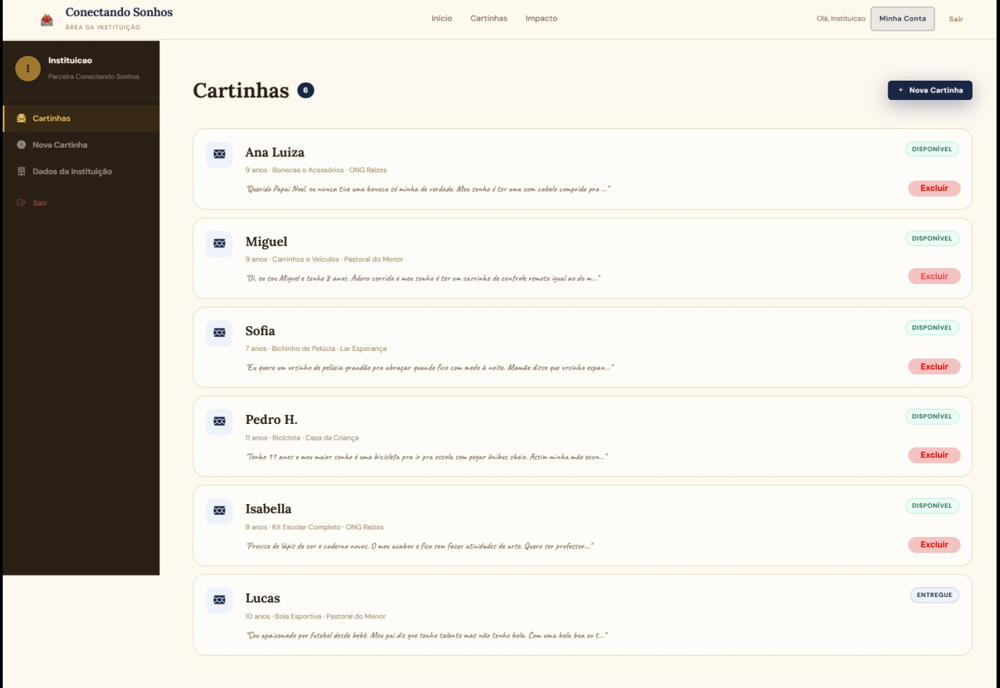 Conectando Sonhos
ÁREA DA INSTITUIÇÃO
Início
Cartinhas
Impacto
Olá, Instituicao
Minha Conta
Sair
I
Instituicao
Parceira Conectando Sonhos
Cartinhas
Nova Cartinha
Dados da Instituição
Sair
Cartinhas 6
+ Nova Cartinha
Ana Luiza
DISPONÍVEL
9 anos · Bonecas e Acessórios · ONG Raízes
"Querido Papai Noel, eu nunca tive uma boneca só minha de verdade. Meu sonho é ter uma com cabelo comprido pra ..."
Excluir
Miguel
DISPONÍVEL
9 anos · Carrinhos e Veículos · Pastoral do Menor
"Oi, eu sou Miguel e tenho 8 anos. Adoro corrida e meu sonho é ter um carrinho de controle remoto igual ao do m..."
Excluir
Sofia
DISPONÍVEL
7 anos · Bichinho de Pelúcia · Lar Esperança
"Eu quero um ursinho de pelúcia grandão pra abraçar quando fico com medo à noite. Mamãe disse que ursinho espan..."
Excluir
Pedro H.
DISPONÍVEL
11 anos · Bicicleta · Casa da Criança
"Tenho 11 anos e meu maior sonho é uma bicicleta pra ir pra escola sem pegar ônibus cheio. Assim minha mãe econ..."
Excluir
Isabella
DISPONÍVEL
8 anos · Kit Escolar Completo · ONG Raízes
"Preciso de lápis de cor e caderno novos. O meu acabou e fico sem fazer atividades de arte. Quero ser professor..."
Excluir
Lucas
ENTREGUE
10 anos · Bola Esportiva · Pastoral do Menor
"Sou apaixonado por futebol desde bebê. Meu pai diz que tenho talento mas não tenho bola. Com uma bola boa eu t..."